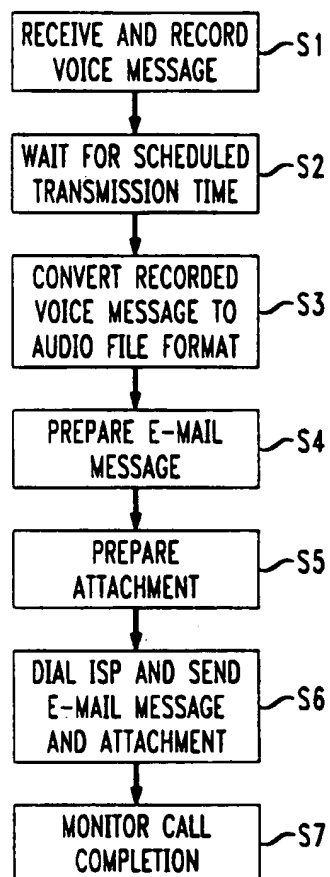 RECEIVE AND RECORD
VOICE MESSAGE
S1
WAIT FOR SCHEDULED
TRANSMISSION TIME
S2
CONVERT RECORDED
VOICE MESSAGE TO
AUDIO FILE FORMAT
S3
PREPARE E-MAIL
MESSAGE
S4
PREPARE
ATTACHMENT
S5
DIAL ISP AND SEND
E-MAIL MESSAGE
AND ATTACHMENT
S6
MONITOR CALL
COMPLETION
S7